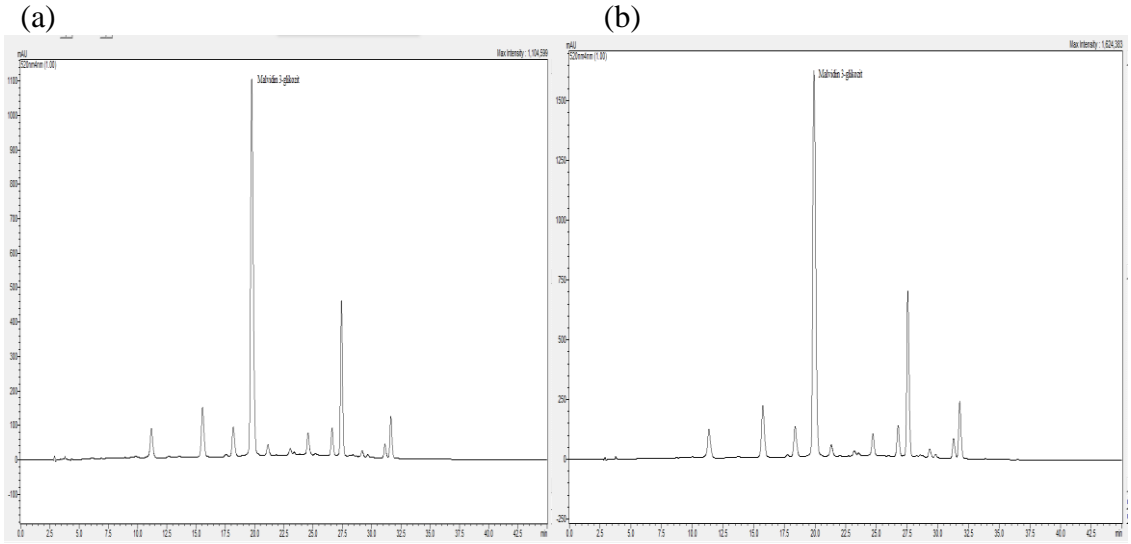 (a)
(b)
mAU
Max Intensity : 1,104,599
520nm4nm (1.00)
Malvidin 3-glikozit
1100
1000
900
800
700
600
500
400
300
200
100
0
-100
0.0 2.5 5.0 7.5 10.0 12.5 15.0 17.5 20.0 22.5 25.0 27.5 30.0 32.5 35.0 37.5 40.0 42.5 min
mAU
Max Intensity : 1,624,383
520nm4nm (1.00)
Malvidin 3-glikozit
1500
1250
1000
750
500
250
0
-250
0.0 2.5 5.0 7.5 10.0 12.5 15.0 17.5 20.0 22.5 25.0 27.5 30.0 32.5 35.0 37.5 40.0 42.5 min